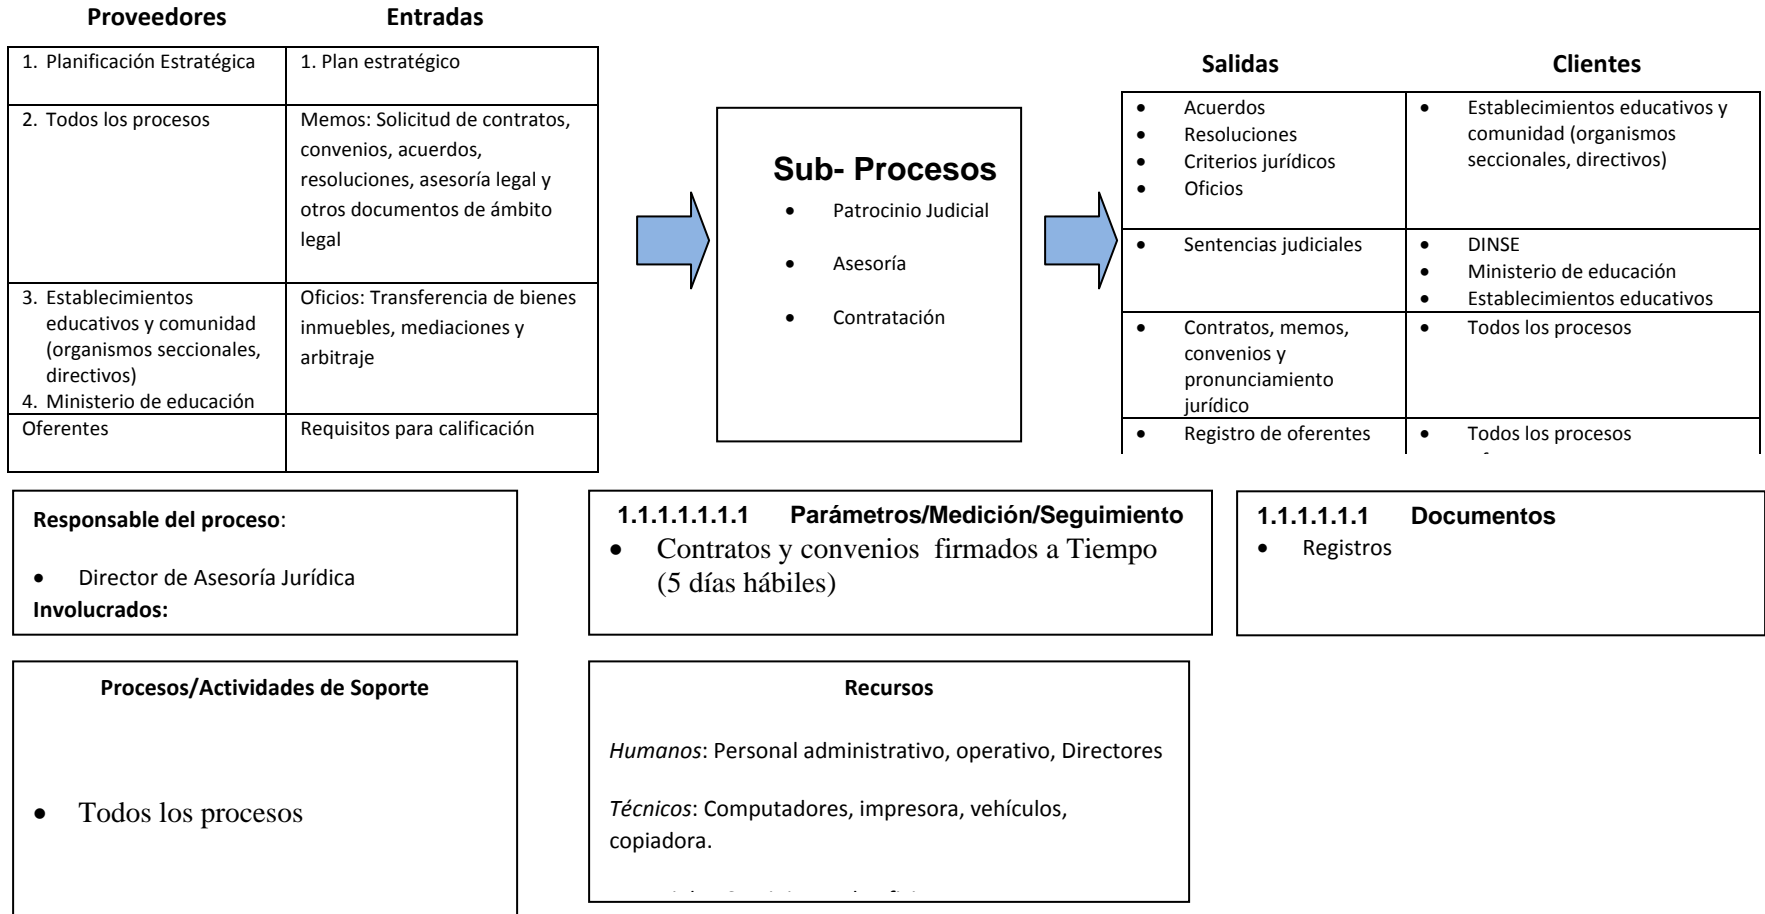 Proveedores Entradas
1. Planificación Estratégica
1. Plan estratégico
2. Todos los procesos
Memos: Solicitud de contratos,
convenios, acuerdos,
resoluciones, asesoría legal y
otros documentos de ámbito
legal
3. Establecimientos
educativos y comunidad
(organismos seccionales,
directivos)
4. Ministerio de educación
Oficios: Transferencia de bienes
inmuebles, mediaciones y
arbitraje
Oferentes
Requisitos para calificación
Sub- Procesos
• Patrocinio Judicial
• Asesoría
• Contratación
Salidas Clientes
• Acuerdos
• Resoluciones
• Criterios jurídicos
• Oficios
• Establecimientos educativos y
comunidad (organismos
seccionales, directivos)
• Sentencias judiciales
• DINSE
• Ministerio de educación
• Establecimientos educativos
• Contratos, memos,
convenios y
pronunciamiento
jurídico
• Todos los procesos
• Registro de oferentes
• Todos los procesos
Responsable del proceso:
• Director de Asesoría Jurídica
Involucrados:
1.1.1.1.1.1.1 Parámetros/Medición/Seguimiento
• Contratos y convenios firmados a Tiempo
(5 días hábiles)
1.1.1.1.1.1 Documentos
• Registros
Procesos/Actividades de Soporte
• Todos los procesos
Recursos
Humanos: Personal administrativo, operativo, Directores
Técnicos: Computadores, impresora, vehículos,
copiadora.